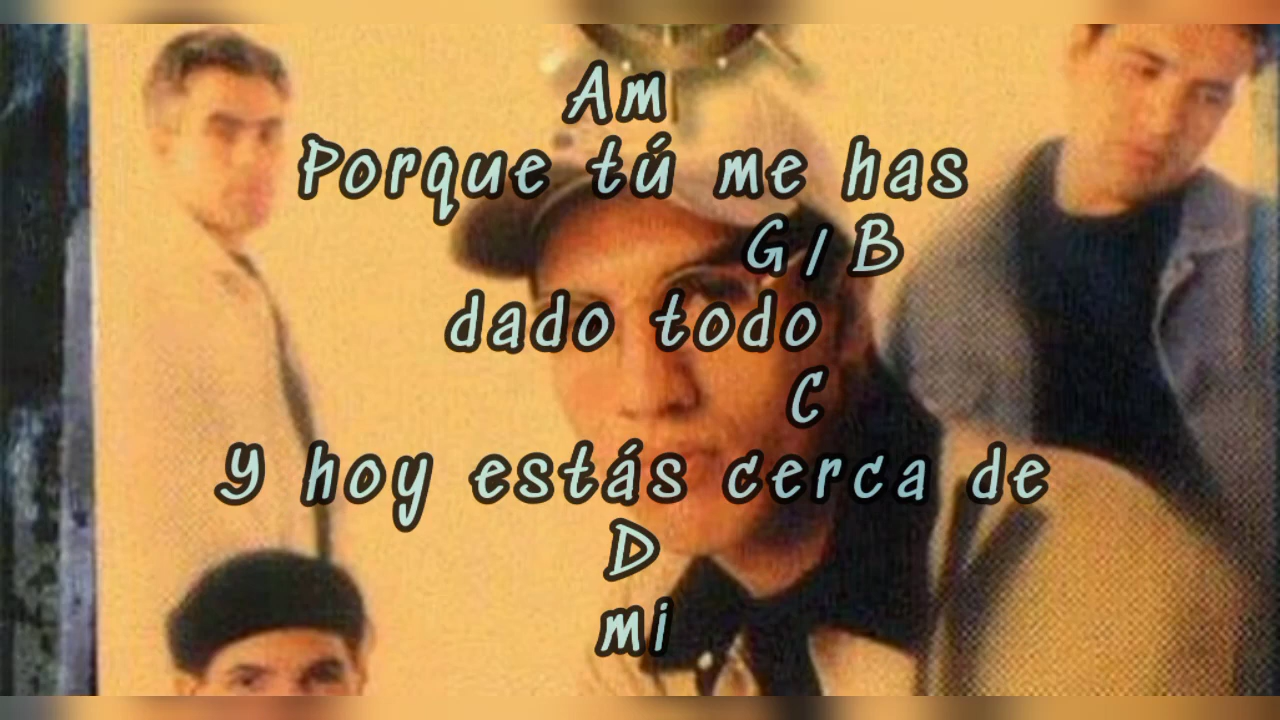 Am
Porque tú me has
G/B
dado todo
C
Y hoy estás cerca de
D
mi